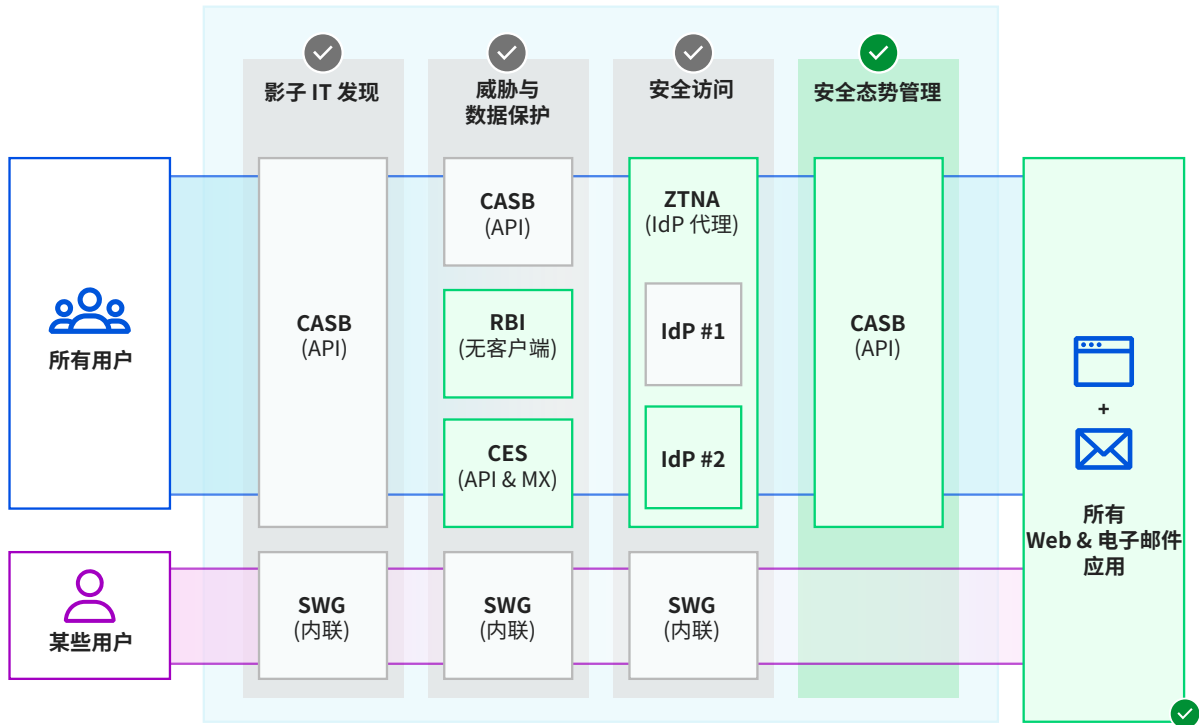 影子 IT 发现
威胁与
数据保护
安全访问
安全态势管理
所有用户
CASB
(API)
CASB
(API)
RBI
(无客户端)
CES
(API & MX)
ZTNA
(IdP 代理)
IdP #1
IdP #2
CASB
(API)
+
所有
Web & 电子邮件
应用
某些用户
SWG
(内联)
SWG
(内联)
SWG
(内联)